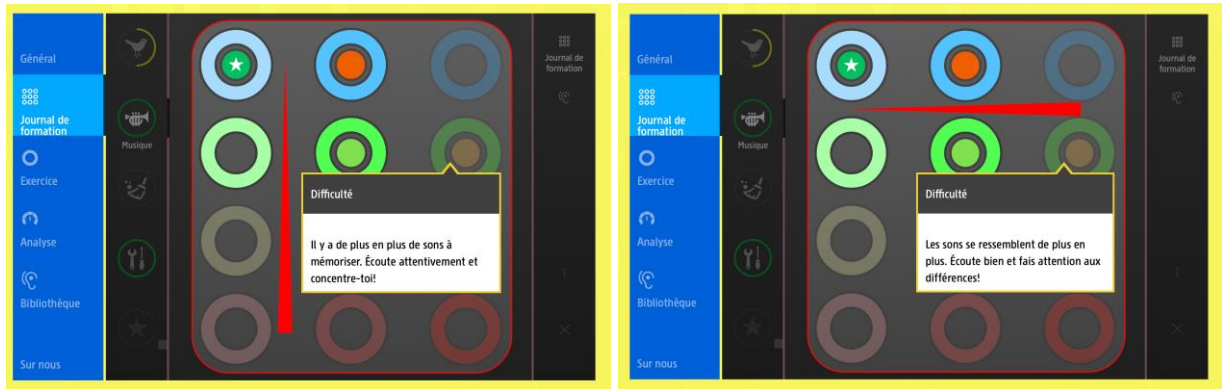 Général
Journal de
formation
Exercice
Analyse
Bibliothèque
Sur nous
Musique
Difficulté
Il y a de plus en plus de sons à
mémoriser. Écoute attentivement et
concentre-toi!
Journal de
formation
Général
Journal de
formation
Exercice
Analyse
Bibliothèque
Sur nous
Musique
Difficulté
Les sons se ressemblent de plus en
plus. Écoute bien et fais attention aux
différences!
Journal de
formation